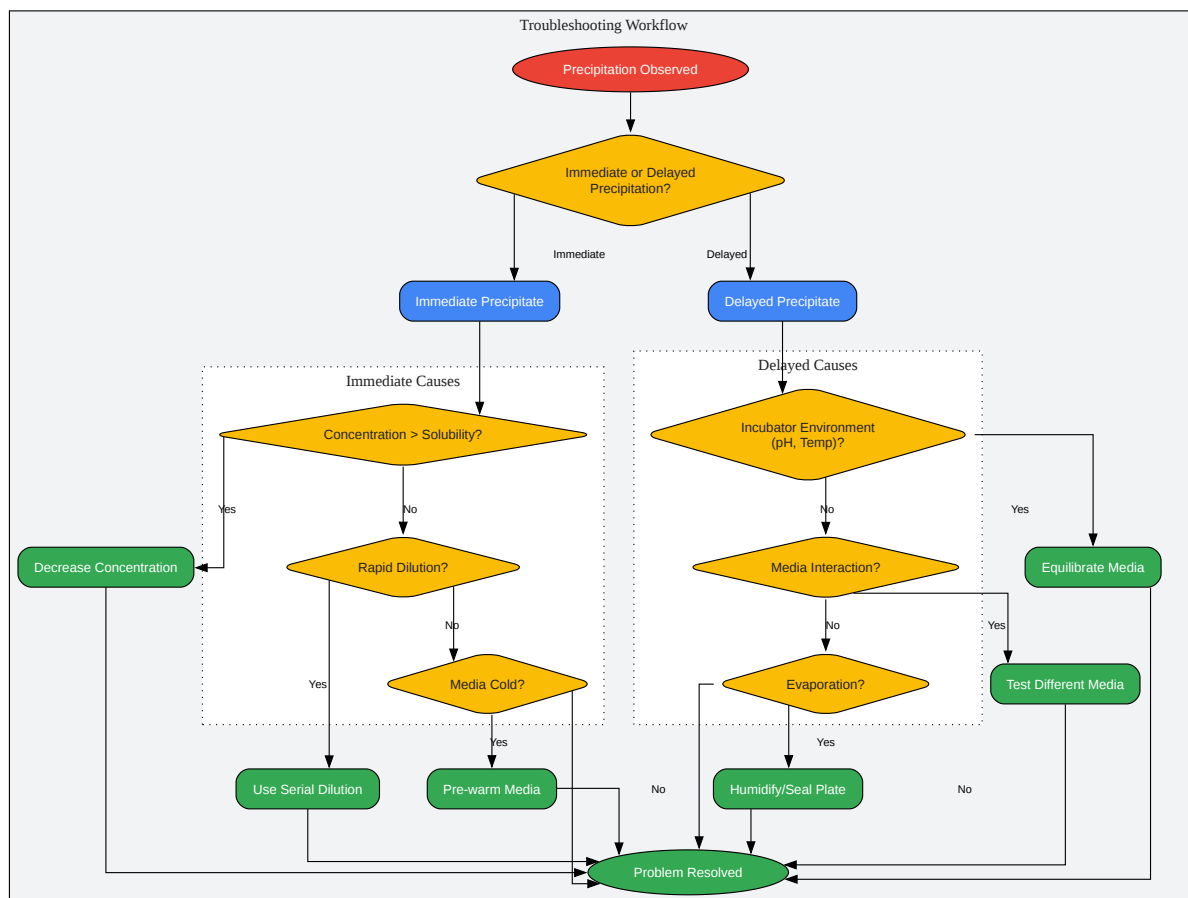 Troubleshooting Workflow
Precipitation Observed
Immediate or Delayed
Precipitation?
Immediate
Delayed
Immediate Precipitate
Delayed Precipitate
Immediate Causes
Delayed Causes
Concentration > Solubility?
Incubator Environment
(pH, Temp)?
Yes
No
No
Yes
Decrease Concentration
Rapid Dilution?
Media Interaction?
Equilibrate Media
No
No
Yes
Yes
Media Cold?
Evaporation?
Test Different Media
Yes
Yes
Use Serial Dilution
Pre-warm Media
No
Humidify/Seal Plate
No
Problem Resolved